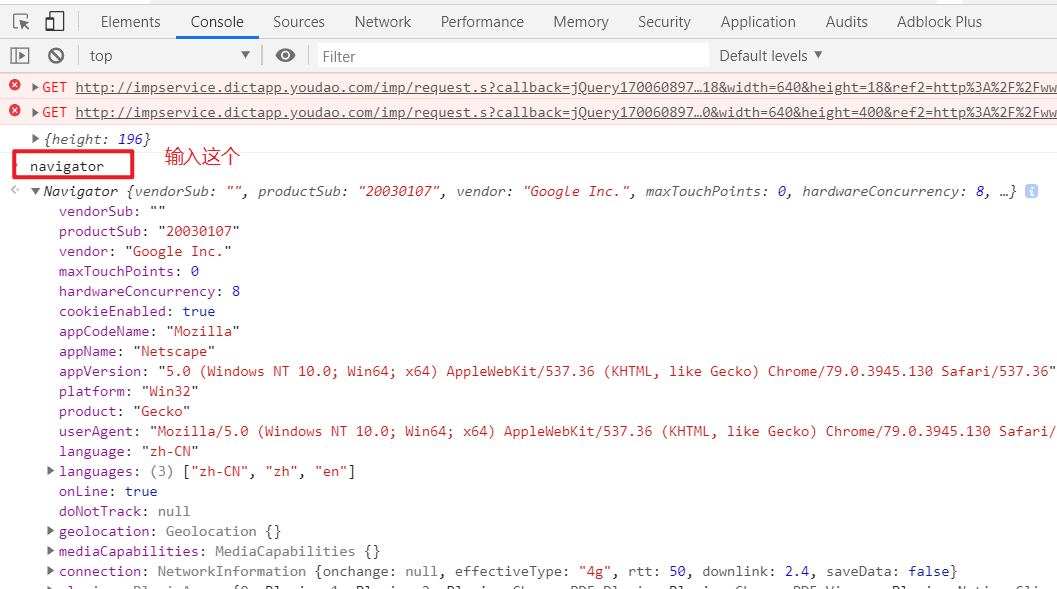 Elements Console Sources Network Performance Memory Security Application Audits Adblock Plus
top Filter Default levels
GET http://impservice.dictapp.youdao.com/imp/request.s?callback=jQuery170060897…18&width=640&height=18&ref2=http%3A%2F%2Fww
GET http://impservice.dictapp.youdao.com/imp/request.s?callback=jQuery170060897…0&width=640&height=400&ref2=http%3A%2F%2Fww
{height: 196}
navigator 输入这个
Navigator {vendorSub: "", productSub: "20030107", vendor: "Google Inc.", maxTouchPoints: 0, hardwareConcurrency: 8, …}
vendorSub: ""
productSub: "20030107"
vendor: "Google Inc."
maxTouchPoints: 0
hardwareConcurrency: 8
cookieEnabled: true
appCodeName: "Mozilla"
appName: "Netscape"
appVersion: "5.0 (Windows NT 10.0; Win64; x64) AppleWebKit/537.36 (KHTML, like Gecko) Chrome/79.0.3945.130 Safari/537.36"
platform: "Win32"
product: "Gecko"
userAgent: "Mozilla/5.0 (Windows NT 10.0; Win64; x64) AppleWebKit/537.36 (KHTML, like Gecko) Chrome/79.0.3945.130 Safari/
language: "zh-CN"
languages: (3) ["zh-CN", "zh", "en"]
onLine: true
doNotTrack: null
geolocation: Geolocation {}
mediaCapabilities: MediaCapabilities {}
connection: NetworkInformation {onchange: null, effectiveType: "4g", rtt: 50, downlink: 2.4, saveData: false}